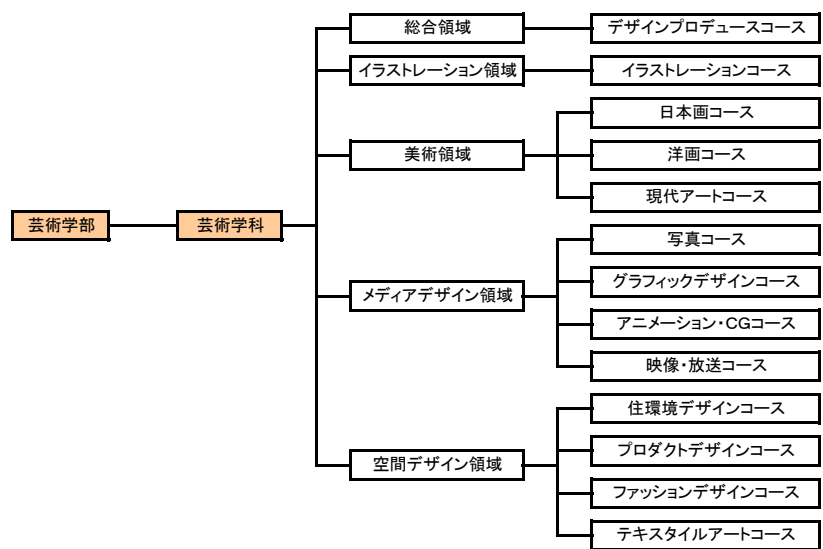 総合領域
デザインプロデュースコース
イラストレーション領域
イラストレーションコース
日本画コース
美術領域
洋画コース
現代アートコース
芸術学部
芸術学科
写真コース
グラフィックデザインコース
メディアデザイン領域
アニメーション・CGコース
映像・放送コース
住環境デザインコース
プロダクトデザインコース
空間デザイン領域
ファッションデザインコース
テキスタイルアートコース